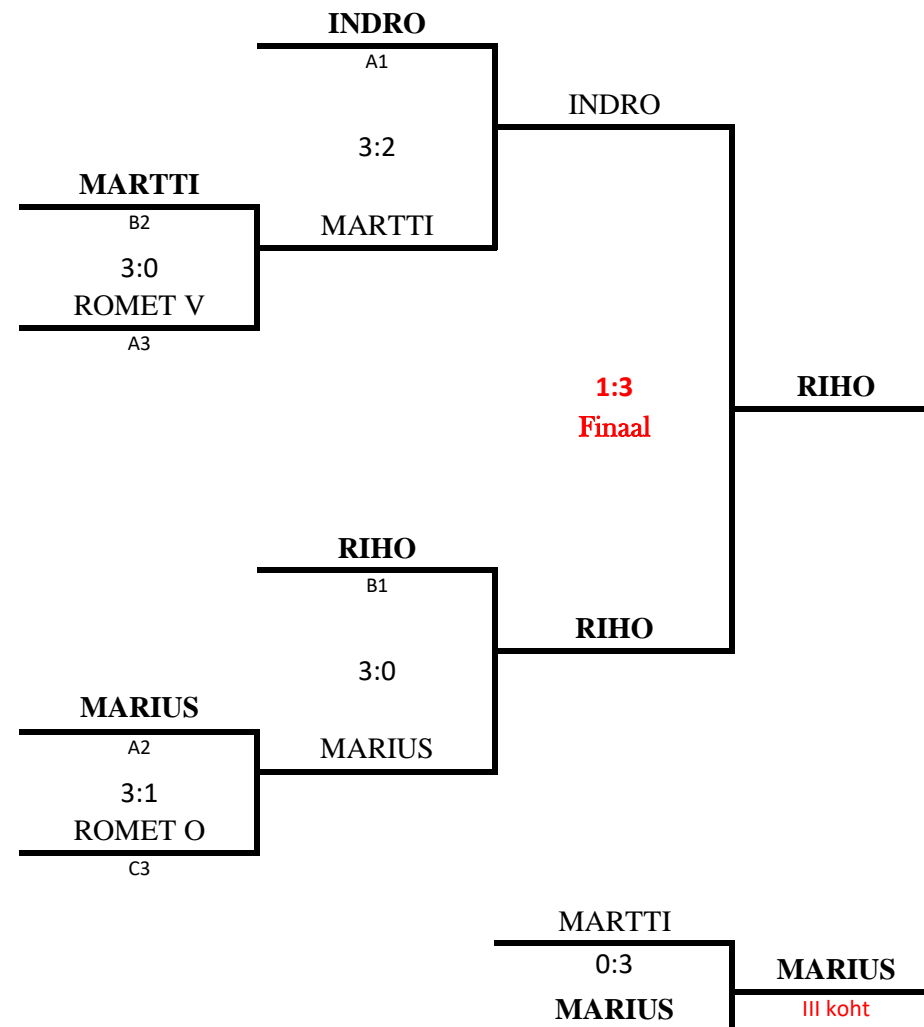 INDRO
A1
INDRO
3:2
MARTTI
B2
MARTTI
3:0
ROMET V
A3
1:3
Finaal
RIHO
RIHO
B1
RIHO
3:0
MARIUS
A2
MARIUS
3:1
ROMET O
C3
MARTTI
0:3
MARIUS
MARIUS
III koht